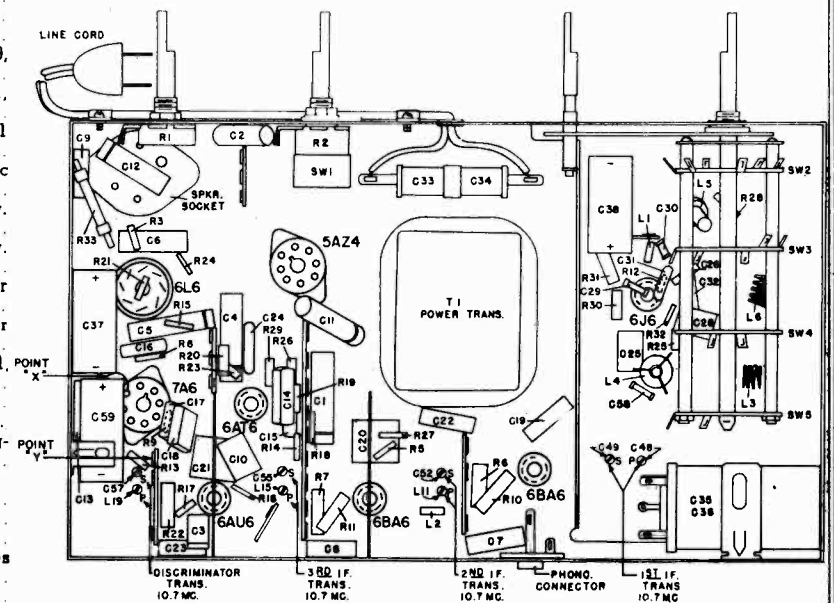 LINE CORD
C9
R1
C2
R2
C12
SW1
C33
C34
SPKR.
SOCKET
R33
R3
C6
R24
5AZ4
R21
6L6
C37
R15
C5
C4
C24
C11
C16
R6
R20
R29
R26
R23
T1
POWER TRANS.
C38
L1
C30
C31
R12
C29
R31
R30
6J6
L5
R28
SW2
SW3
C26
C32
L6
C28
R32
R25
SW4
C25
L4
C58
L3
SW5
POINT
"X"
7A6
C59
C17
6AT6
C14
R19
C1
C15
R14
R18
C22
C19
C20
R27
R5
POINT
"Y"
R9
C18
R13
C21
C10
C13
C57
S
L19
P
R17
6AU6
C55
S
L15
P
R16
R7
R11
6BA6
C52
S
L11
P
L2
R6
R10
6BA6
C49
C48
S
P
C35
C36
R22
C3
C23
C8
C7
DISCRIMINATOR
TRANS.
10.7 MC.
3RD I F.
TRANS.
10.7 MC.
2ND I F.
TRANS.
10.7 MC.
PHONO.
CONNECTOR
1ST I F.
TRANS
10.7 MC